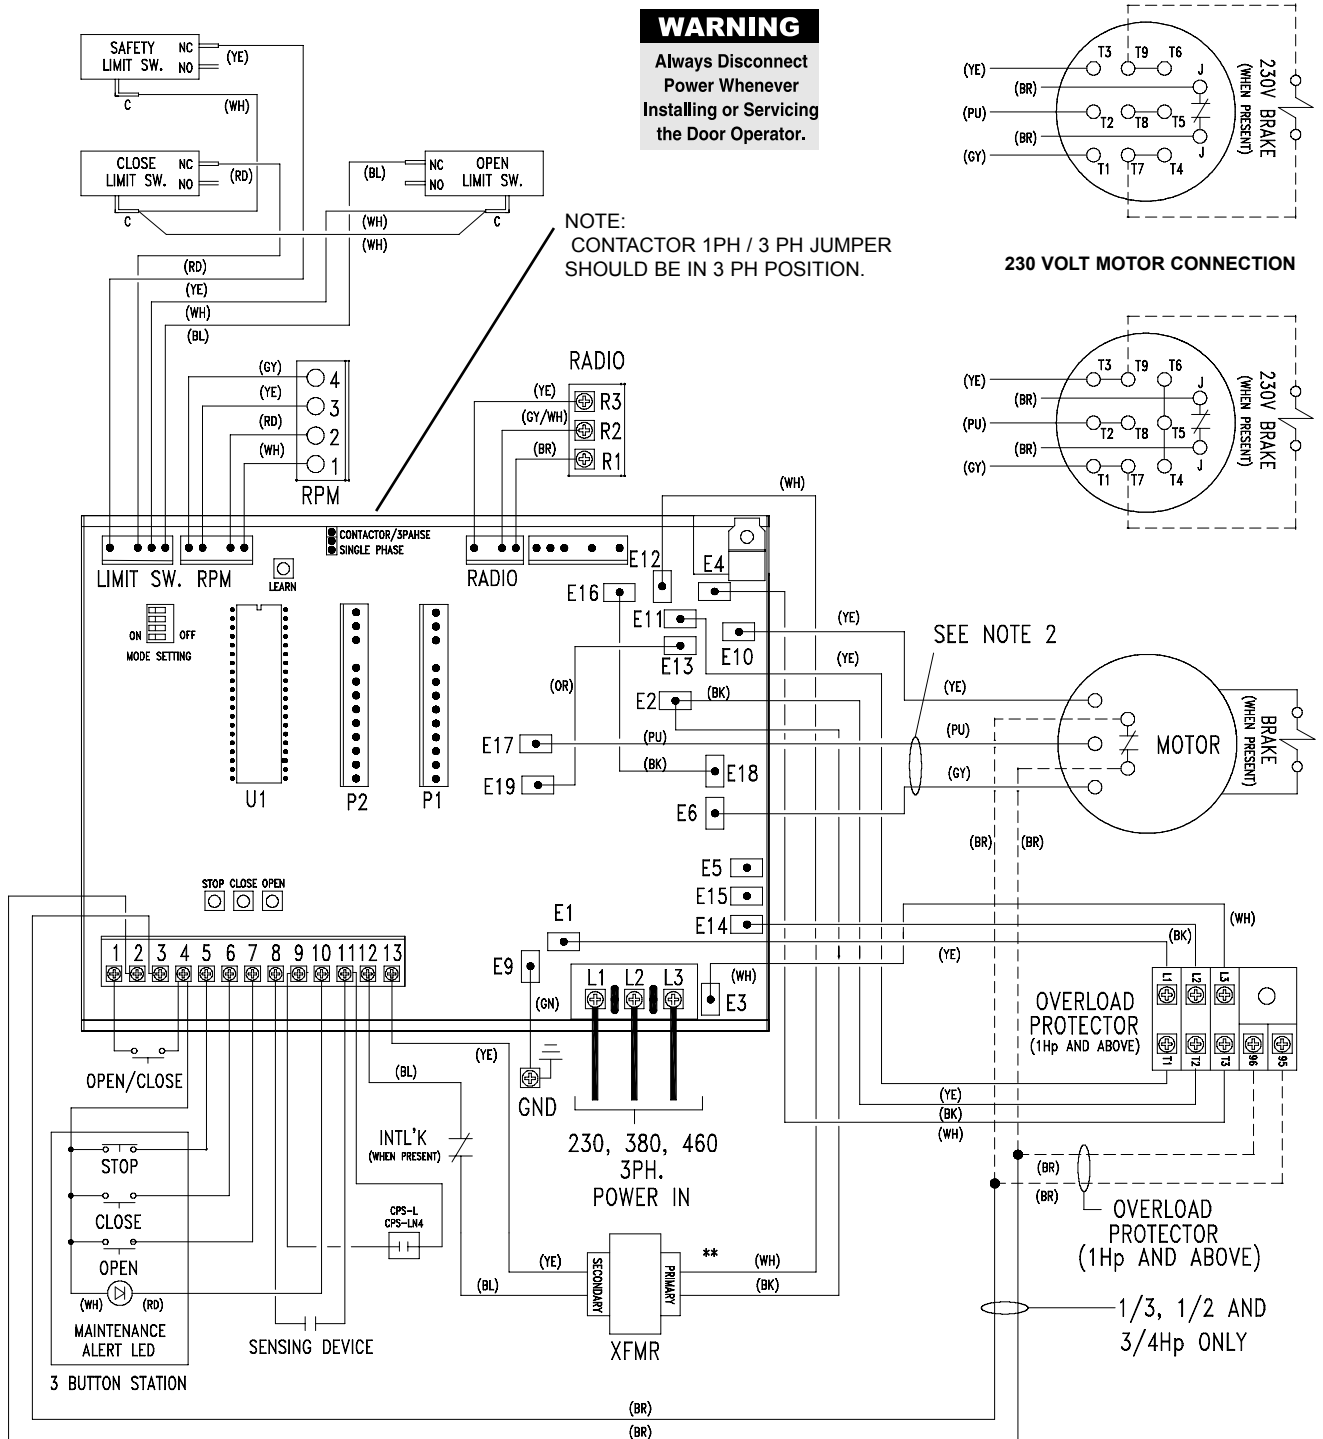 WARNING
Always Disconnect
Power Whenever
Installing or Servicing
the Door Operator.
SAFETY
LIMIT SW.
NC
NO
(YE)
C
(WH)
CLOSE
LIMIT SW.
NC
NO
(RD)
C
(BL)
NC
NO
OPEN
LIMIT SW.
C
(WH)
(WH)
(RD)
(YE)
(WH)
(BL)
NOTE:
CONTACTOR 1PH / 3 PH JUMPER
SHOULD BE IN 3 PH POSITION.
T3 T9 T6
(YE)
J
(BR)
(PU)
T2 T8 T5
(BR)
J
(GY)
T1 T7 T4
230V BRAKE
(WHEN PRESENT)
230 VOLT MOTOR CONNECTION
T3 T9 T6
(YE)
J
(BR)
(PU)
T2 T8 T5
(BR)
J
(GY)
T1 T7 T4
230V BRAKE
(WHEN PRESENT)
(GY) 4
(YE) 3
(RD) 2
(WH) 1
RPM
RADIO
(YE) R3
(GY/WH) R2
(BR) R1
(WH)
CONTACTOR/3PAHSE
SINGLE PHASE
LIMIT SW. RPM
LEARN
RADIO
E12
E4
E16
E11
E10
E13
(YE)
(YE)
SEE NOTE 2
ON OFF
MODE SETTING
(OR)
E2
(BK)
(YE)
E17
(PU)
(PU)
(BK)
E18
(GY)
E19
E6
MOTOR
BRAKE
(WHEN PRESENT)
U1
P2
P1
(BR) (BR)
E5
E15
E14
STOP CLOSE OPEN
E1
E9
(WH)
(BK)
(YE)
1 2 3 4 5 6 7 8 9 10 11 12 13
L1 L2 L3
(WH)
E3
(GN)
OVERLOAD
PROTECTOR
(1Hp AND ABOVE)
L1 L2 L3
T1 T2 T3 96 95
OPEN/CLOSE
(YE)
(BL)
GND
(YE)
(BK)
(WH)
INTL'K
(WHEN PRESENT)
230, 380, 460
3PH.
POWER IN
STOP
CLOSE
OPEN
(WH) (RD)
MAINTENANCE
ALERT LED
3 BUTTON STATION
CPS-L
CPS-LN4
SENSING DEVICE
(YE)
(BL)
SECONDARY
PRIMARY
**
(WH)
(BK)
XFMR
(BR)
(BR)
OVERLOAD
PROTECTOR
(1Hp AND ABOVE)
1/3, 1/2 AND
3/4Hp ONLY
(BR)
(BR)